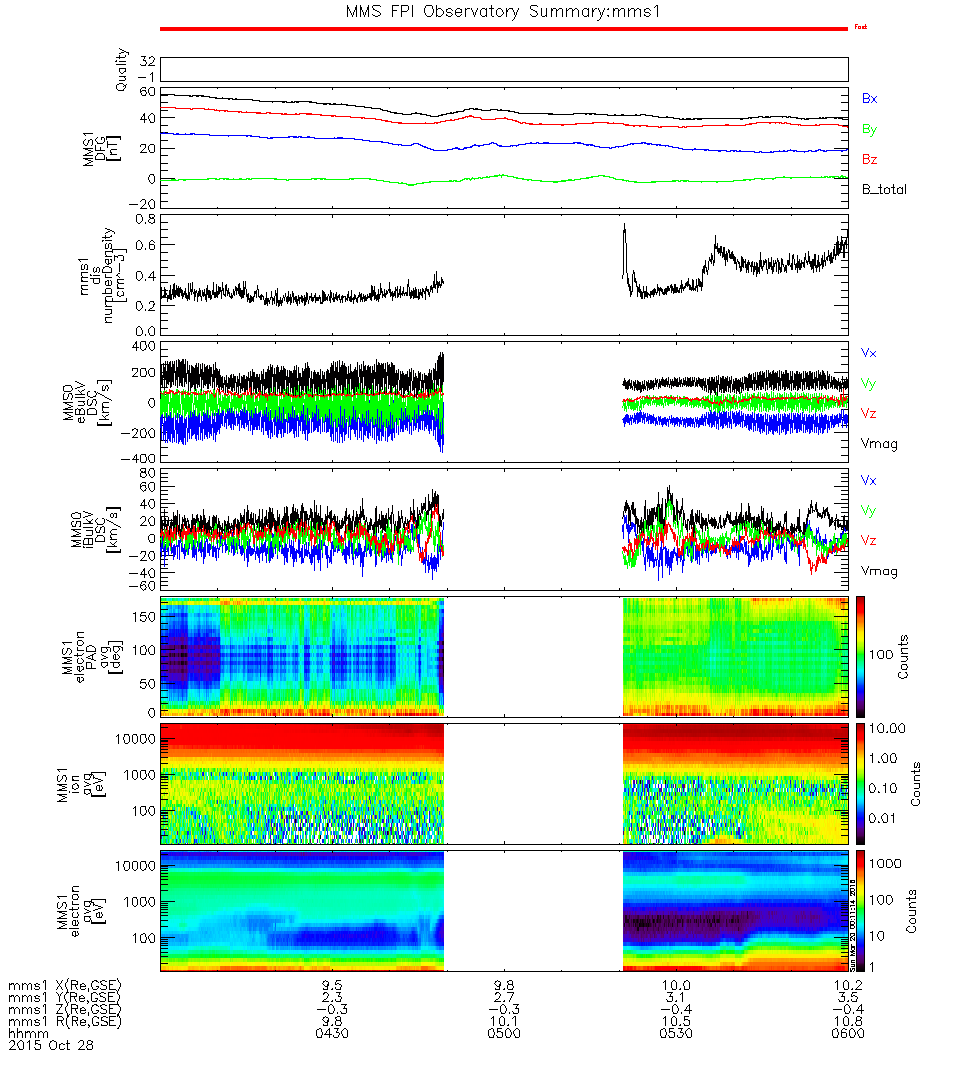 MMS FPI Observatory Summary:mms1
Fast
Quality
32
-1
MMS1
DFG
[nT]
60
40
20
0
-20
Bx
By
Bz
B_total
mms1
dis
numberDensity
[cm^-3]
0.8
0.6
0.4
0.2
0.0
MMS0
eBulkV
DSC
[km/s]
400
200
0
-200
-400
Vx
Vy
Vz
Vmag
MMS0
iBulkV
DSC
[km/s]
80
60
40
20
0
-20
-40
-60
Vx
Vy
Vz
Vmag
MMS1
electron
PAD
avg
[deg]
150
100
50
0
100
Counts
MMS1
ion
avg
[eV]
10000
1000
100
10.00
1.00
0.10
0.01
Counts
MMS1
electron
avg
[eV]
10000
1000
100
1000
100
10
1
Counts
mms1 X(Re,GSE) 9.5 9.8 10.0 10.2
mms1 Y(Re,GSE) 2.3 2.7 3.1 3.5
mms1 Z(Re,GSE) -0.3 -0.3 -0.4 -0.4
mms1 R(Re,GSE) 9.8 10.1 10.5 10.8
hhmm 0430 0500 0530 0600
2015 Oct 28